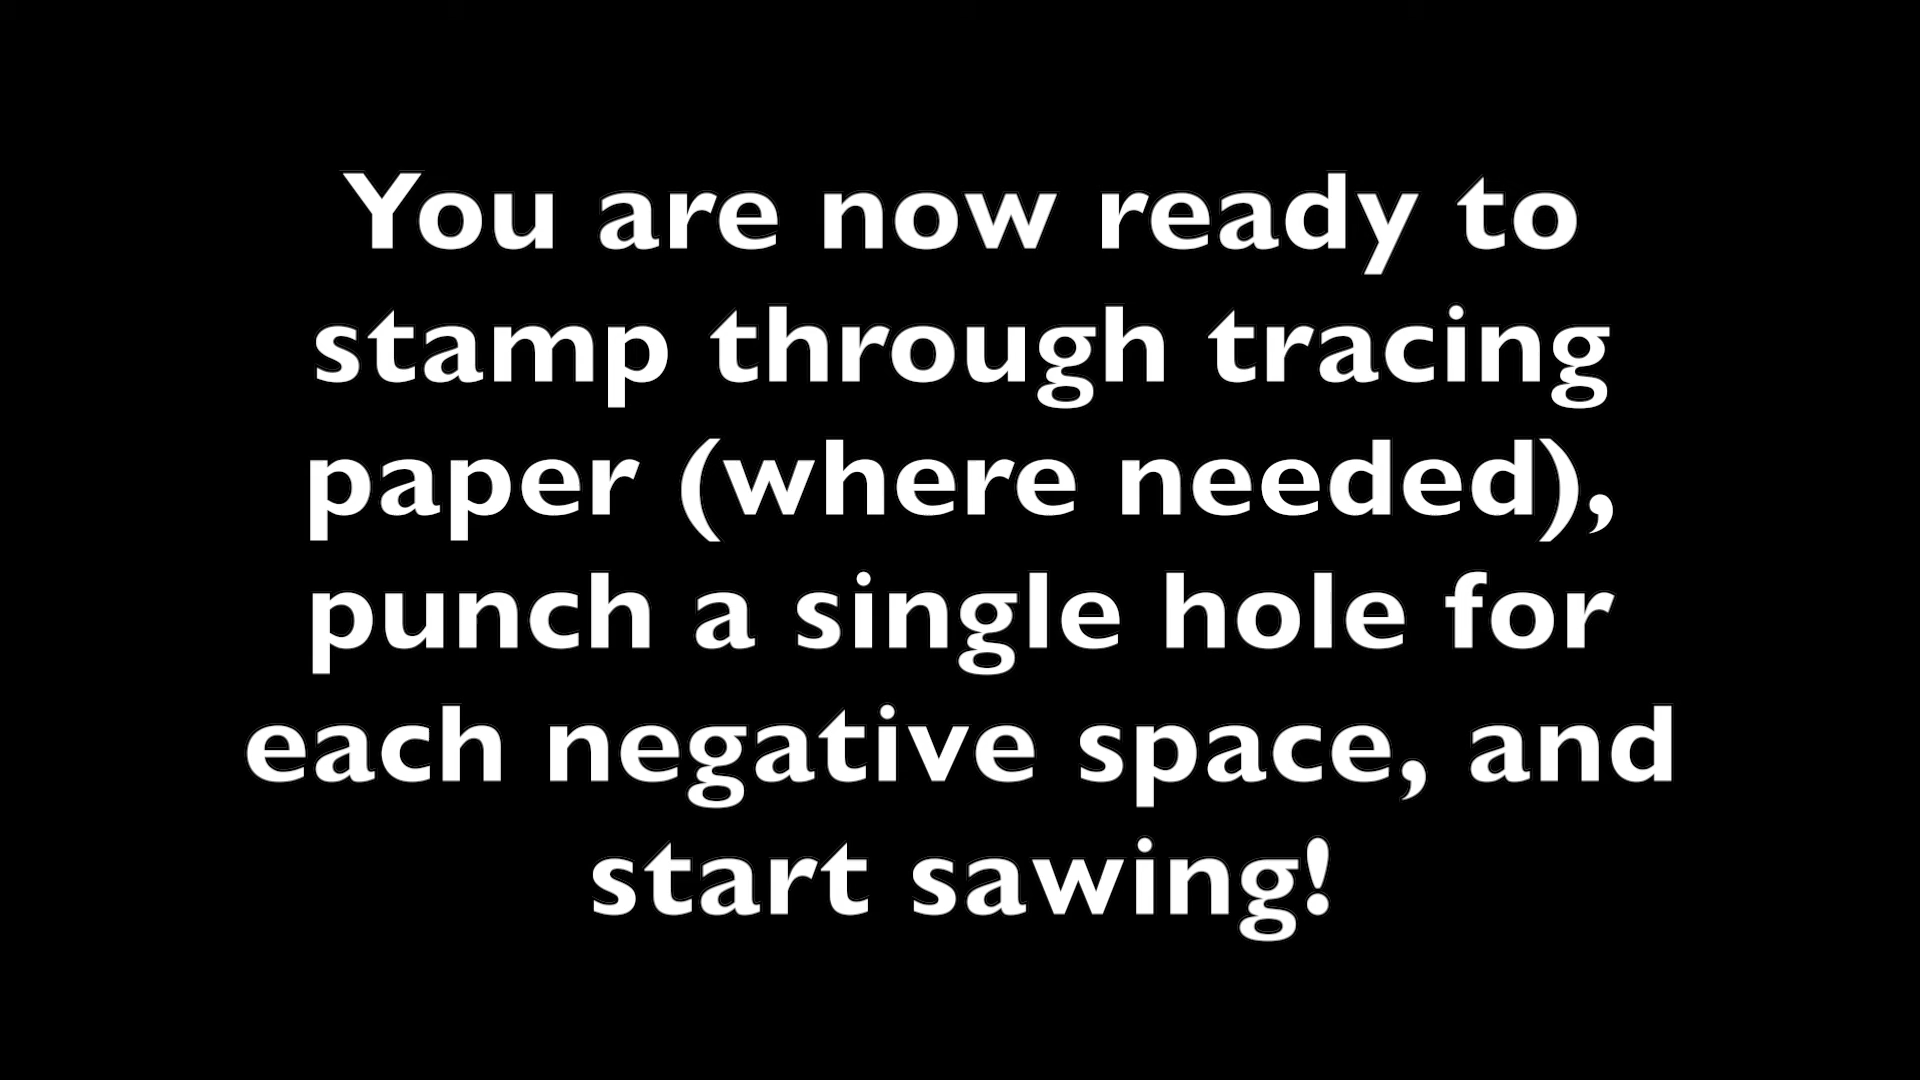 You are now ready to
stamp through tracing
paper (where needed),
punch a single hole for
each negative space, and
start sawing!